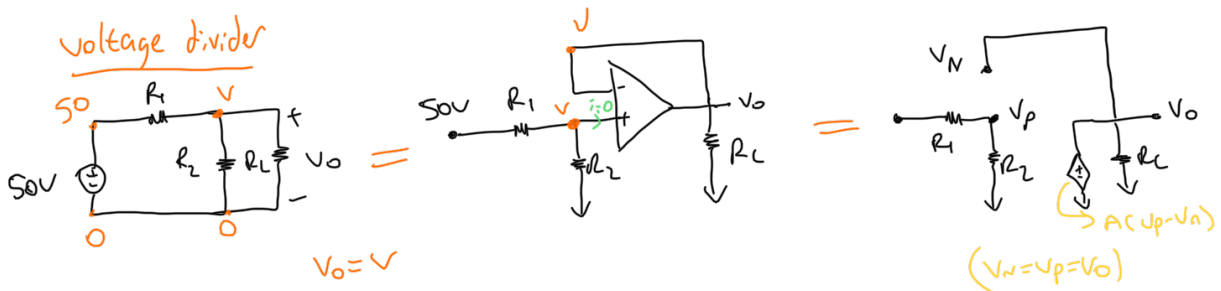 voltage divider
50
R1
V
+
50V
R2
RL
Vo
-
0
0
Vo=V
=
V
50V
R1
V
i=0
-
+
Vo
R2
RL
=
VN
R1
Vp
R2
Vo
RL
A(Vp-Vn)
(VN=Vp=Vo)